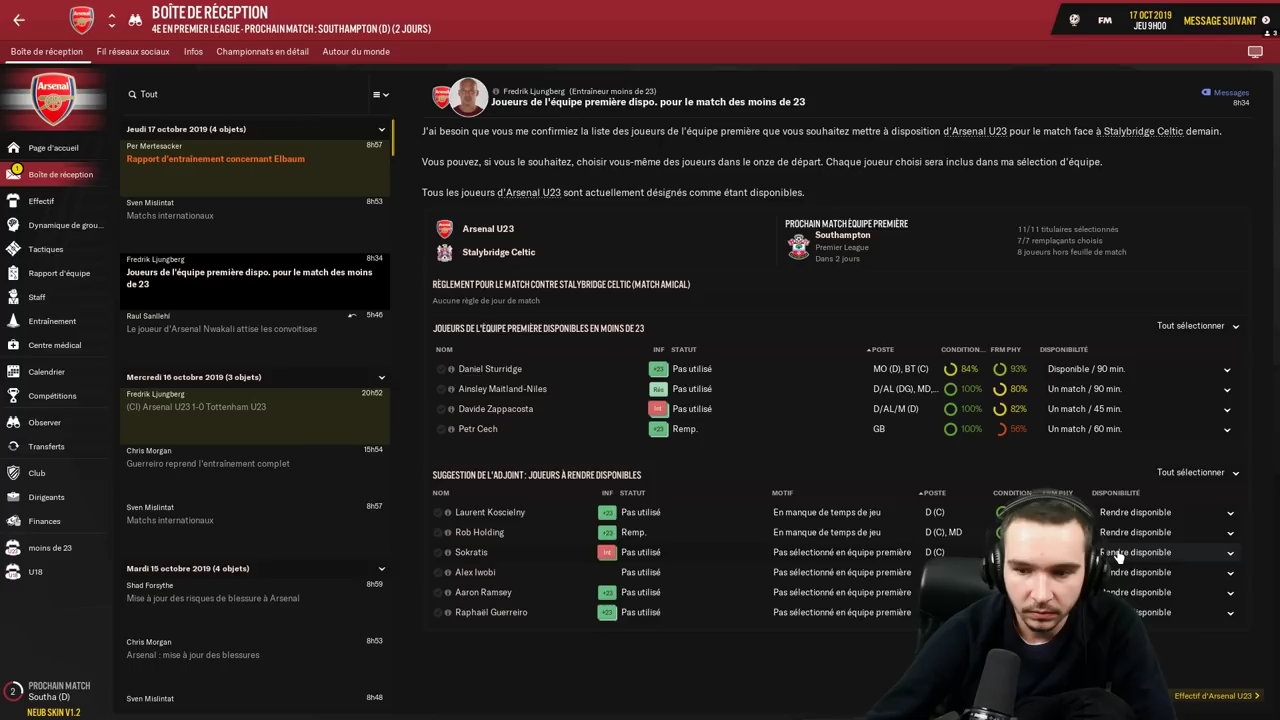 BOÎTE DE RÉCEPTION
4E EN PREMIER LEAGUE - PROCHAIN MATCH : SOUTHAMPTON (D) (2 JOURS)
FM
17 OCT 2019
JEU 9H00
MESSAGE SUIVANT
3
Boîte de réception
Fil réseaux sociaux
Infos
Championnats en détail
Autour du monde
Arsenal
Page d'accueil
1
Boîte de réception
Effectif
Dynamique de grou...
Tactiques
Rapport d'équipe
Staff
Entraînement
Centre médical
Calendrier
Compétitions
Observer
Transferts
Club
Dirigeants
Finances
moins de 23
U18
2
PROCHAIN MATCH
Southa (D)
NEUB SKIN V1.2
Tout
Jeudi 17 octobre 2019 (4 objets)
Per Mertesacker 8h57
Rapport d'entraînement concernant Elbaum
Sven Mislintat 8h53
Matchs internationaux
Fredrik Ljungberg 8h34
Joueurs de l'équipe première dispo. pour le match des moins
de 23
Raul Sanllehí 5h46
Le joueur d'Arsenal Nwakali attise les convoitises
Mercredi 16 octobre 2019 (3 objets)
Fredrik Ljungberg 20h52
(CI) Arsenal U23 1-0 Tottenham U23
Chris Morgan 15h54
Guerreiro reprend l'entraînement complet
Sven Mislintat 8h57
Matchs internationaux
Mardi 15 octobre 2019 (4 objets)
Shad Forsythe 8h59
Mise à jour des risques de blessure à Arsenal
Chris Morgan 8h53
Arsenal : mise à jour des blessures
Sven Mislintat 8h48
Fredrik Ljungberg (Entraîneur moins de 23)
Joueurs de l'équipe première dispo. pour le match des moins de 23
Messages
8h34
J'ai besoin que vous me confirmiez la liste des joueurs de l'équipe première que vous souhaitez mettre à disposition d'Arsenal U23 pour le match face à Stalybridge Celtic demain.
Vous pouvez, si vous le souhaitez, choisir vous-même des joueurs dans le onze de départ. Chaque joueur choisi sera inclus dans ma sélection d'équipe.
Tous les joueurs d'Arsenal U23 sont actuellement désignés comme étant disponibles.
Arsenal U23
Stalybridge Celtic
PROCHAIN MATCH ÉQUIPE PREMIÈRE
Southampton
Premier League
Dans 2 jours
11/11 titulaires sélectionnés
7/7 remplaçants choisis
8 joueurs hors feuille de match
RÈGLEMENT POUR LE MATCH CONTRE STALYBRIDGE CELTIC (MATCH AMICAL)
Aucune règle de jour de match
JOUEURS DE L'ÉQUIPE PREMIÈRE DISPONIBLES EN MOINS DE 23
Tout sélectionner
NOM INF STATUT POSTE CONDITION... FRM PHY DISPONIBILITÉ
Daniel Sturridge +23 Pas utilisé MO (D), BT (C) 84% 93% Disponible / 90 min.
Ainsley Maitland-Niles Rés Pas utilisé D/AL (DG), MD,... 100% 80% Un match / 90 min.
Davide Zappacosta Int Pas utilisé D/AL/M (D) 100% 82% Un match / 45 min.
Petr Cech +23 Remp. GB 100% 56% Un match / 60 min.
SUGGESTION DE L'ADJOINT : JOUEURS À RENDRE DISPONIBLES
Tout sélectionner
NOM INF STATUT MOTIF POSTE DISPONIBILITÉ
Laurent Koscielny +23 Pas utilisé En manque de temps de jeu D (C) Rendre disponible
Rob Holding +23 Remp. En manque de temps de jeu D (C), MD Rendre disponible
Sokratis Int Pas utilisé Pas sélectionné en équipe première D (C) Rendre disponible
Alex Iwobi Pas utilisé Pas sélectionné en équipe première disponible
Aaron Ramsey +23 Pas utilisé Pas sélectionné en équipe première disponible
Raphaël Guerreiro +23 Pas utilisé Pas sélectionné en équipe première disponible
Effectif d'Arsenal U23